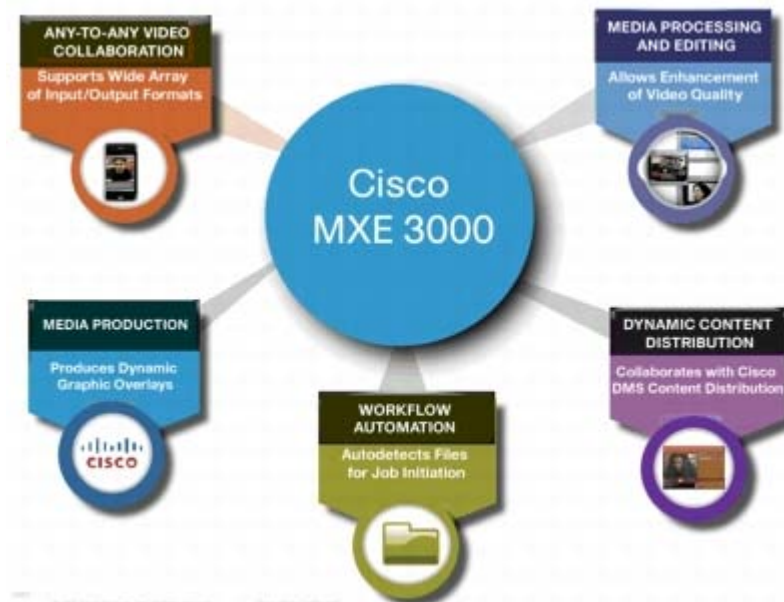 ANY-TO-ANY VIDEO
COLLABORATION
Supports Wide Array
of Input/Output Formats
MEDIA PROCESSING
AND EDITING
Allows Enhancement
of Video Quality
Cisco
MXE 3000
MEDIA PRODUCTION
Produces Dynamic
Graphic Overlays
CISCO
WORKFLOW
AUTOMATION
Autodetects Files
for Job Initiation
DYNAMIC CONTENT
DISTRIBUTION
Collaborates with Cisco
DMS Content Distribution